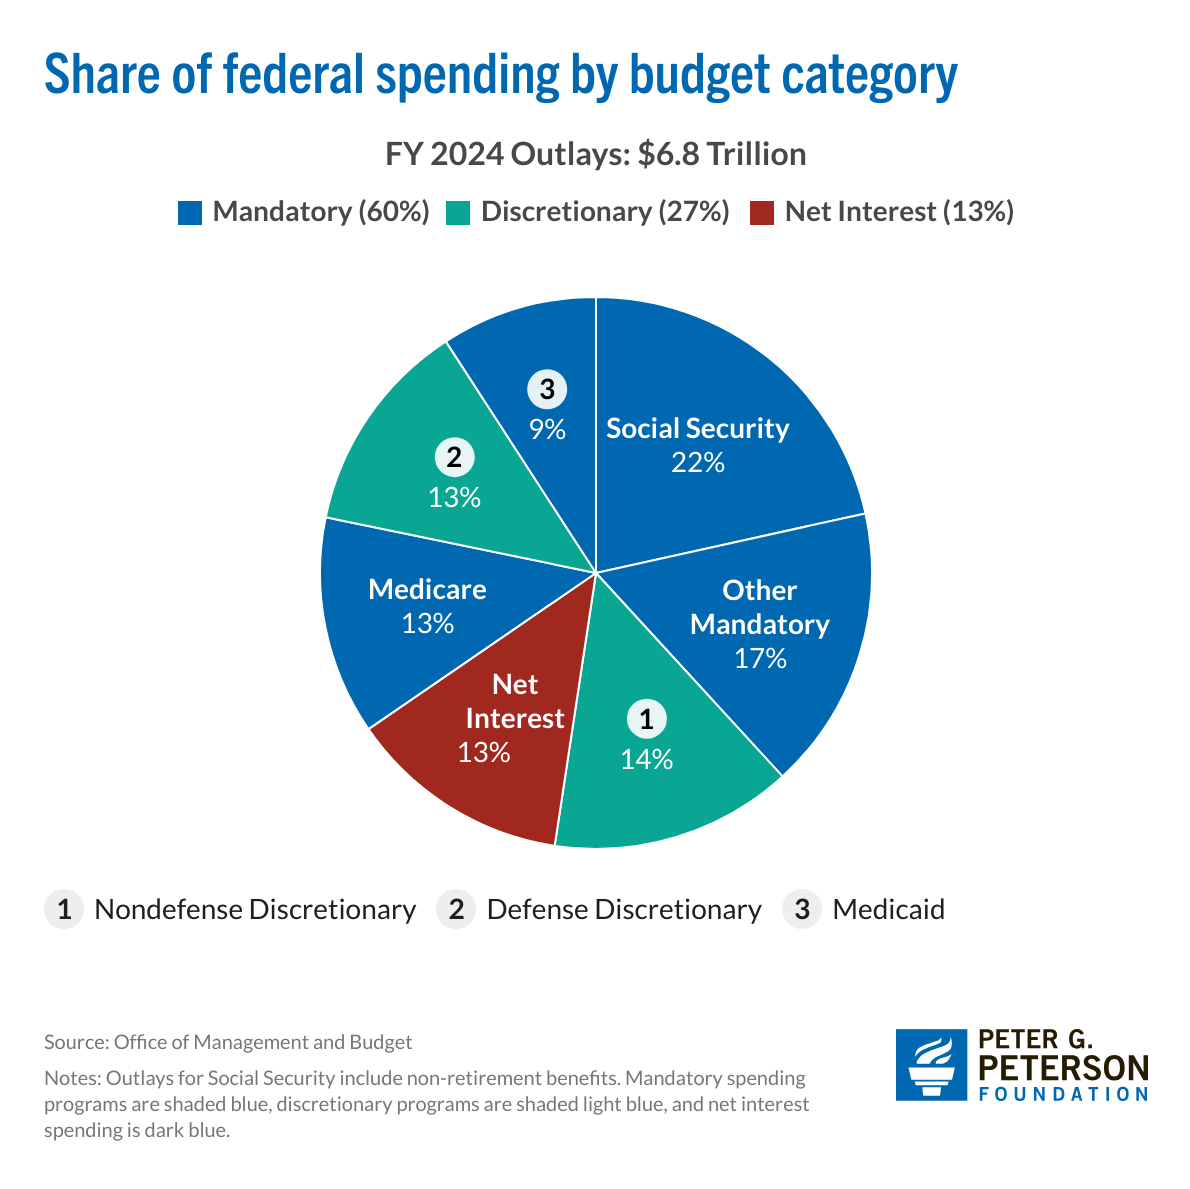 Share of federal spending by budget category
FY 2024 Outlays: $6.8 Trillion
Mandatory (60%) Discretionary (27%) Net Interest (13%)
3
9%
Social Security
22%
2
13%
Medicare
13%
Other
Mandatory
17%
Net
Interest
13%
1
14%
1 Nondefense Discretionary 2 Defense Discretionary 3 Medicaid
Source: Office of Management and Budget
Notes: Outlays for Social Security include non-retirement benefits. Mandatory spending
programs are shaded blue, discretionary programs are shaded light blue, and net interest
spending is dark blue.
PETER G.
PETERSON
FOUNDATION